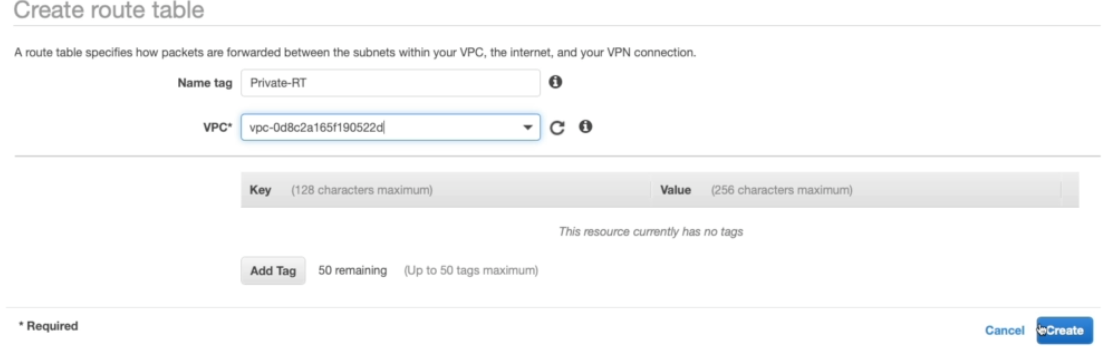 Create route table
A route table specifies how packets are forwarded between the subnets within your VPC, the internet, and your VPN connection.
Name tag Private-RT
VPC* vpc-0d8c2a165f190522d
Key (128 characters maximum) Value (256 characters maximum)
This resource currently has no tags
Add Tag 50 remaining (Up to 50 tags maximum)
* Required Cancel Create